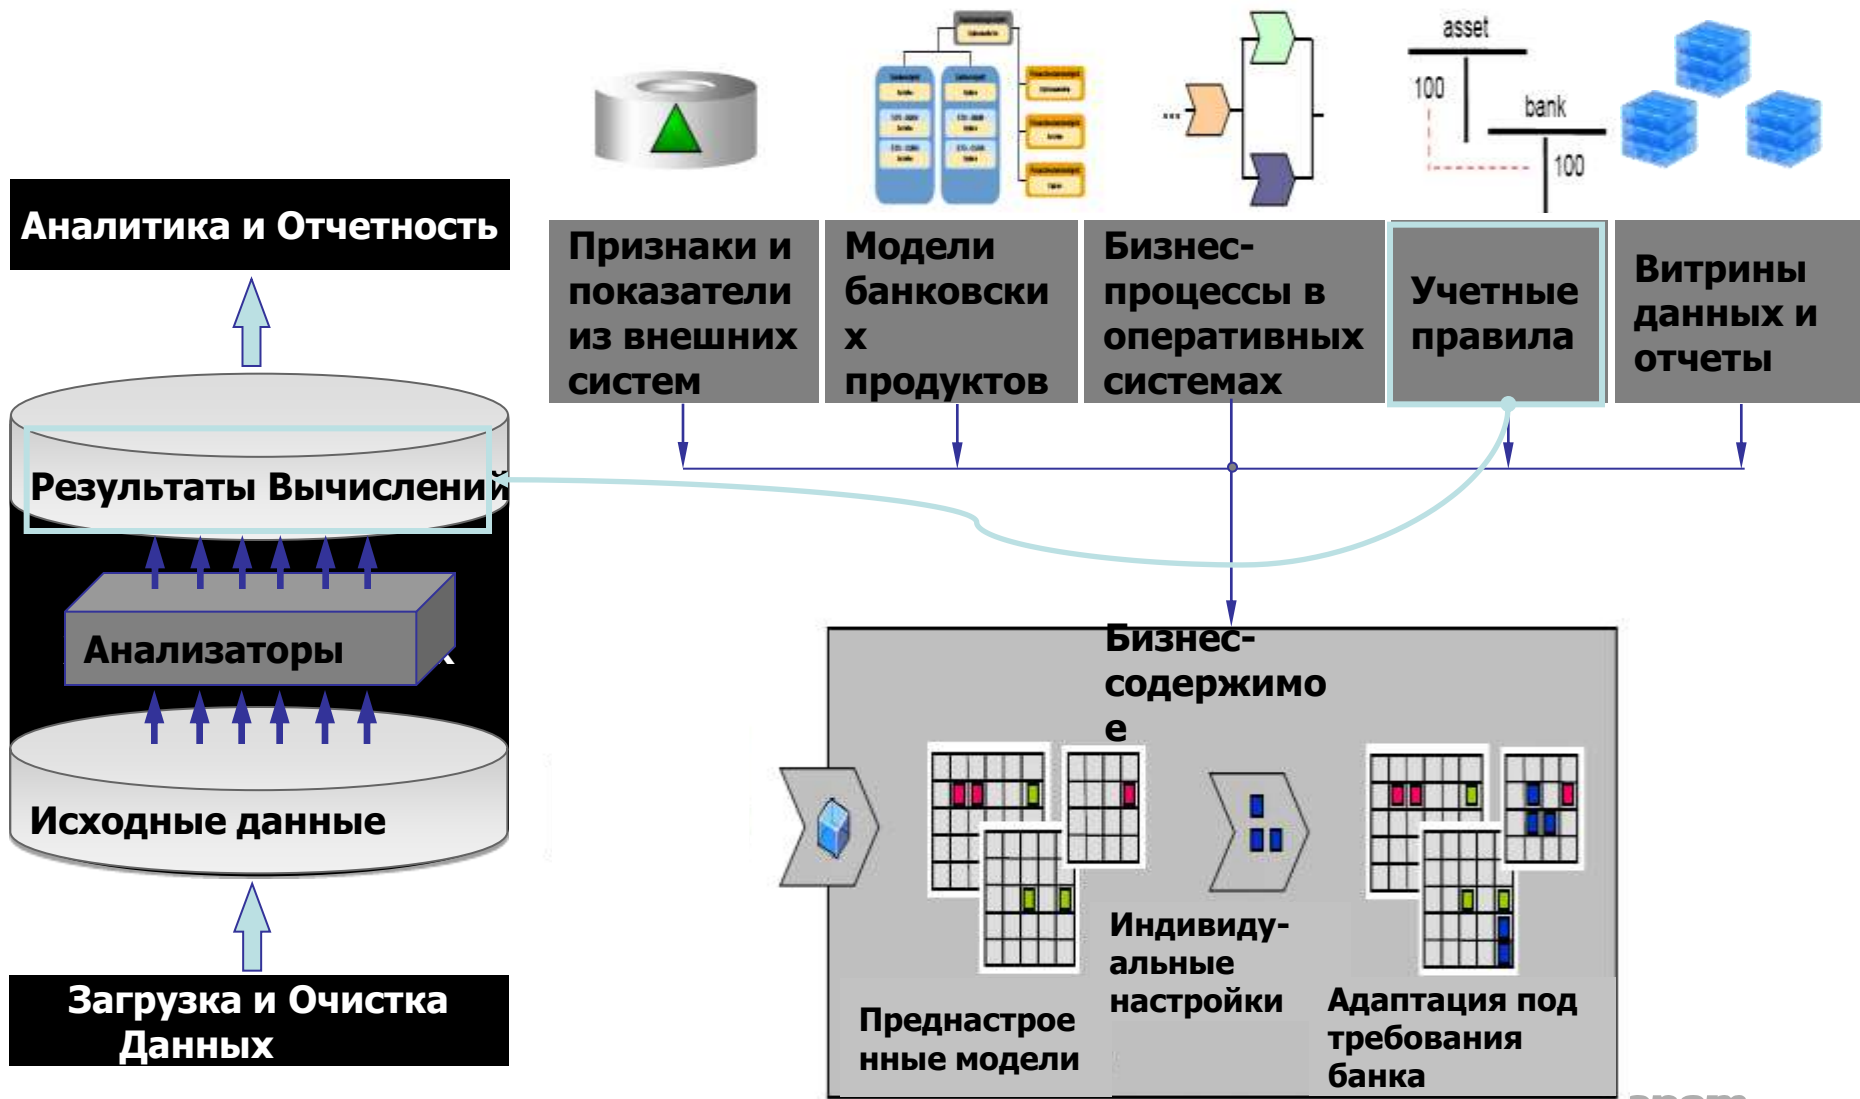 asset
100
bank
100
Аналитика и Отчетность
Признаки и
показатели
из внешних
систем
Модели
банковски
х
продуктов
Бизнес-
процессы в
оперативных
системах
Учетные
правила
Витрины
данных и
отчеты
Результаты Вычислений
Анализаторы
Исходные данные
Загрузка и Очистка
Данных
Бизнес-
содержимо
е
Преднастрое
нные модели
Индивиду-
альные
настройки
Адаптация под
требования
банка